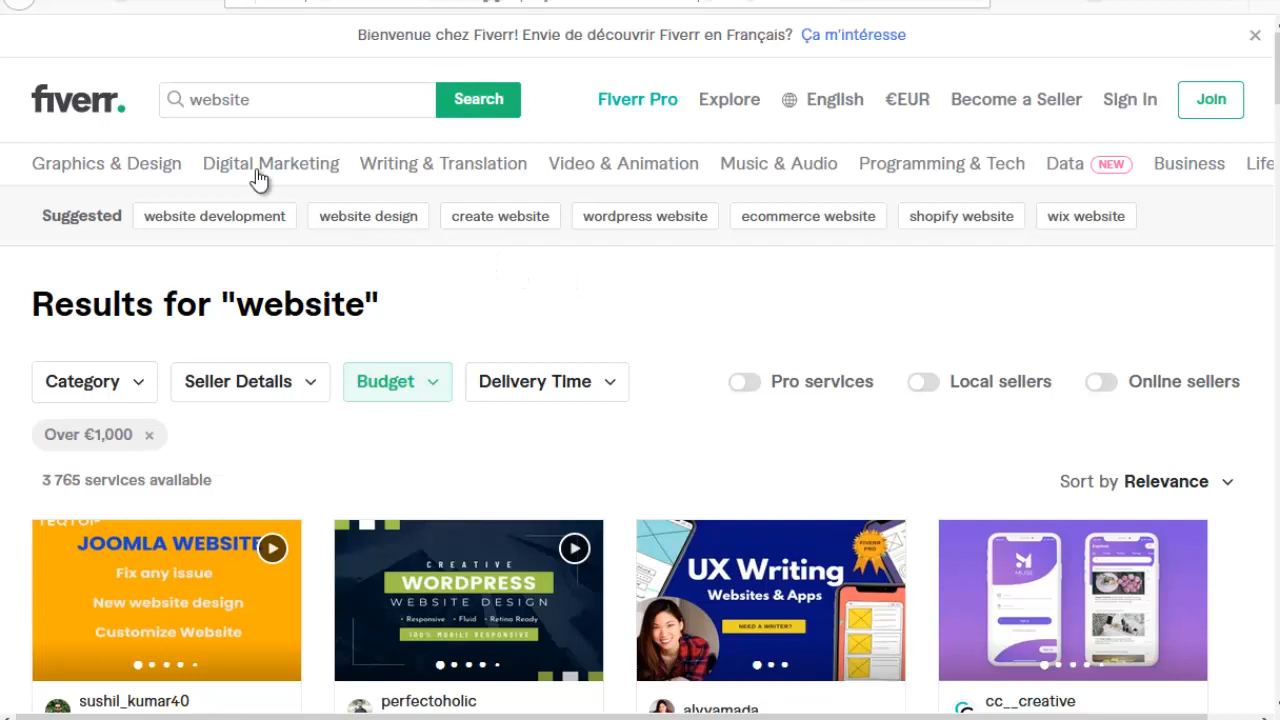 Bienvenue chez Fiverr! Envie de découvrir Fiverr en Français? Ça m'intéresse
fiverr. website Search Fiverr Pro Explore English €EUR Become a Seller Sign In Join
Graphics & Design Digital Marketing Writing & Translation Video & Animation Music & Audio Programming & Tech Data NEW Business Life
Suggested website development website design create website wordpress website ecommerce website shopify website wix website
Results for "website"
Category Seller Details Budget Delivery Time Pro services Local sellers Online sellers
Over €1,000
3 765 services available Sort by Relevance
JOOMLA WEBSITE
Fix any issue
New website design
Customize Website
CREATIVE
WORDPRESS
WEBSITE DESIGN
• Responsive • Fluid • Retina Ready
100% MOBILE RESPONSIVE
FIVERR PRO
UX Writing
Websites & Apps
NEED A WRITER?
MUSE
sushil_kumar40 perfectoholic alyyamada cc__creative